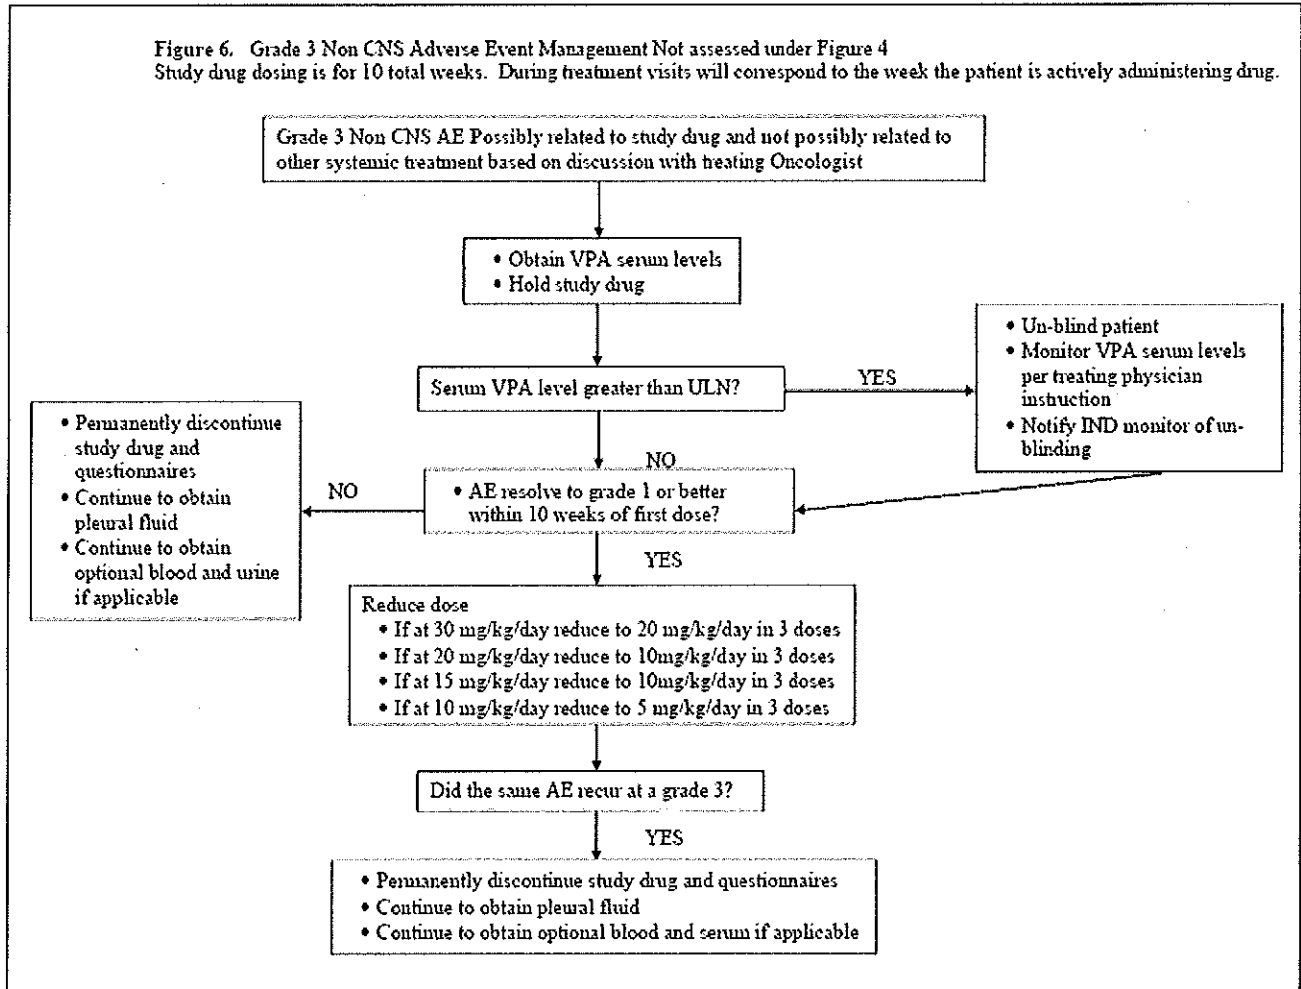 Figure 6. Grade 3 Non CNS Adverse Event Management Not assessed under Figure 4
Study drug dosing is for 10 total weeks. During treatment visits will correspond to the week the patient is actively administering drug.
Grade 3 Non CNS AE Possibly related to study drug and not possibly related to
other systemic treatment based on discussion with treating Oncologist
• Obtain VPA serum levels
• Hold study drug
Serum VPA level greater than ULN?
YES
• Un-blind patient
• Monitor VPA serum levels
per treating physician
instruction
• Notify IND monitor of un-
blinding
NO
• AE resolve to grade 1 or better
within 10 weeks of first dose?
NO
• Permanently discontinue
study drug and
questionnaires
• Continue to obtain
pleural fluid
• Continue to obtain
optional blood and urine
if applicable
YES
Reduce dose
• If at 30 mg/kg/day reduce to 20 mg/kg/day in 3 doses
• If at 20 mg/kg/day reduce to 10mg/kg/day in 3 doses
• If at 15 mg/kg/day reduce to 10mg/kg/day in 3 doses
• If at 10 mg/kg/day reduce to 5 mg/kg/day in 3 doses
Did the same AE recur at a grade 3?
YES
• Permanently discontinue study drug and questionnaires
• Continue to obtain pleural fluid
• Continue to obtain optional blood and serum if applicable